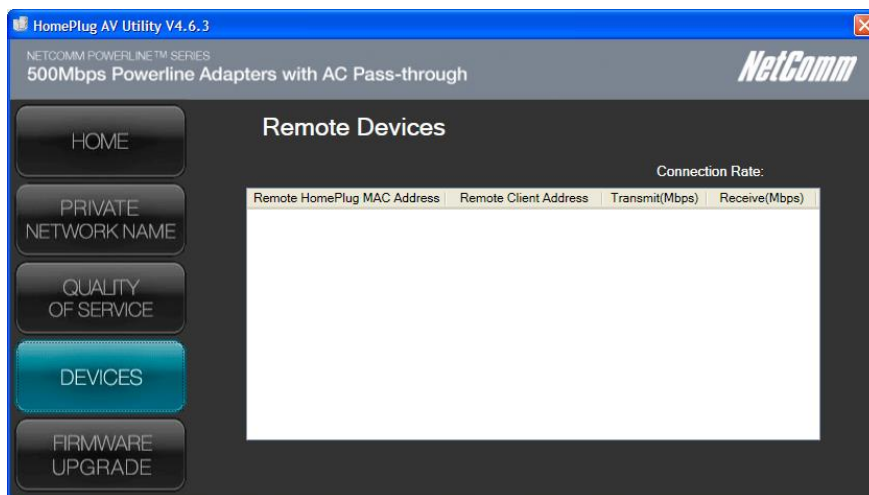 HomePlug AV Utility V4.6.3
NETCOMM POWERLINE™ SERIES
500Mbps Powerline Adapters with AC Pass-through
NetComm
HOME
PRIVATE
NETWORK NAME
QUALITY
OF SERVICE
DEVICES
FIRMWARE
UPGRADE
Remote Devices
Connection Rate:
Remote HomePlug MAC Address Remote Client Address Transmit(Mbps) Receive(Mbps)